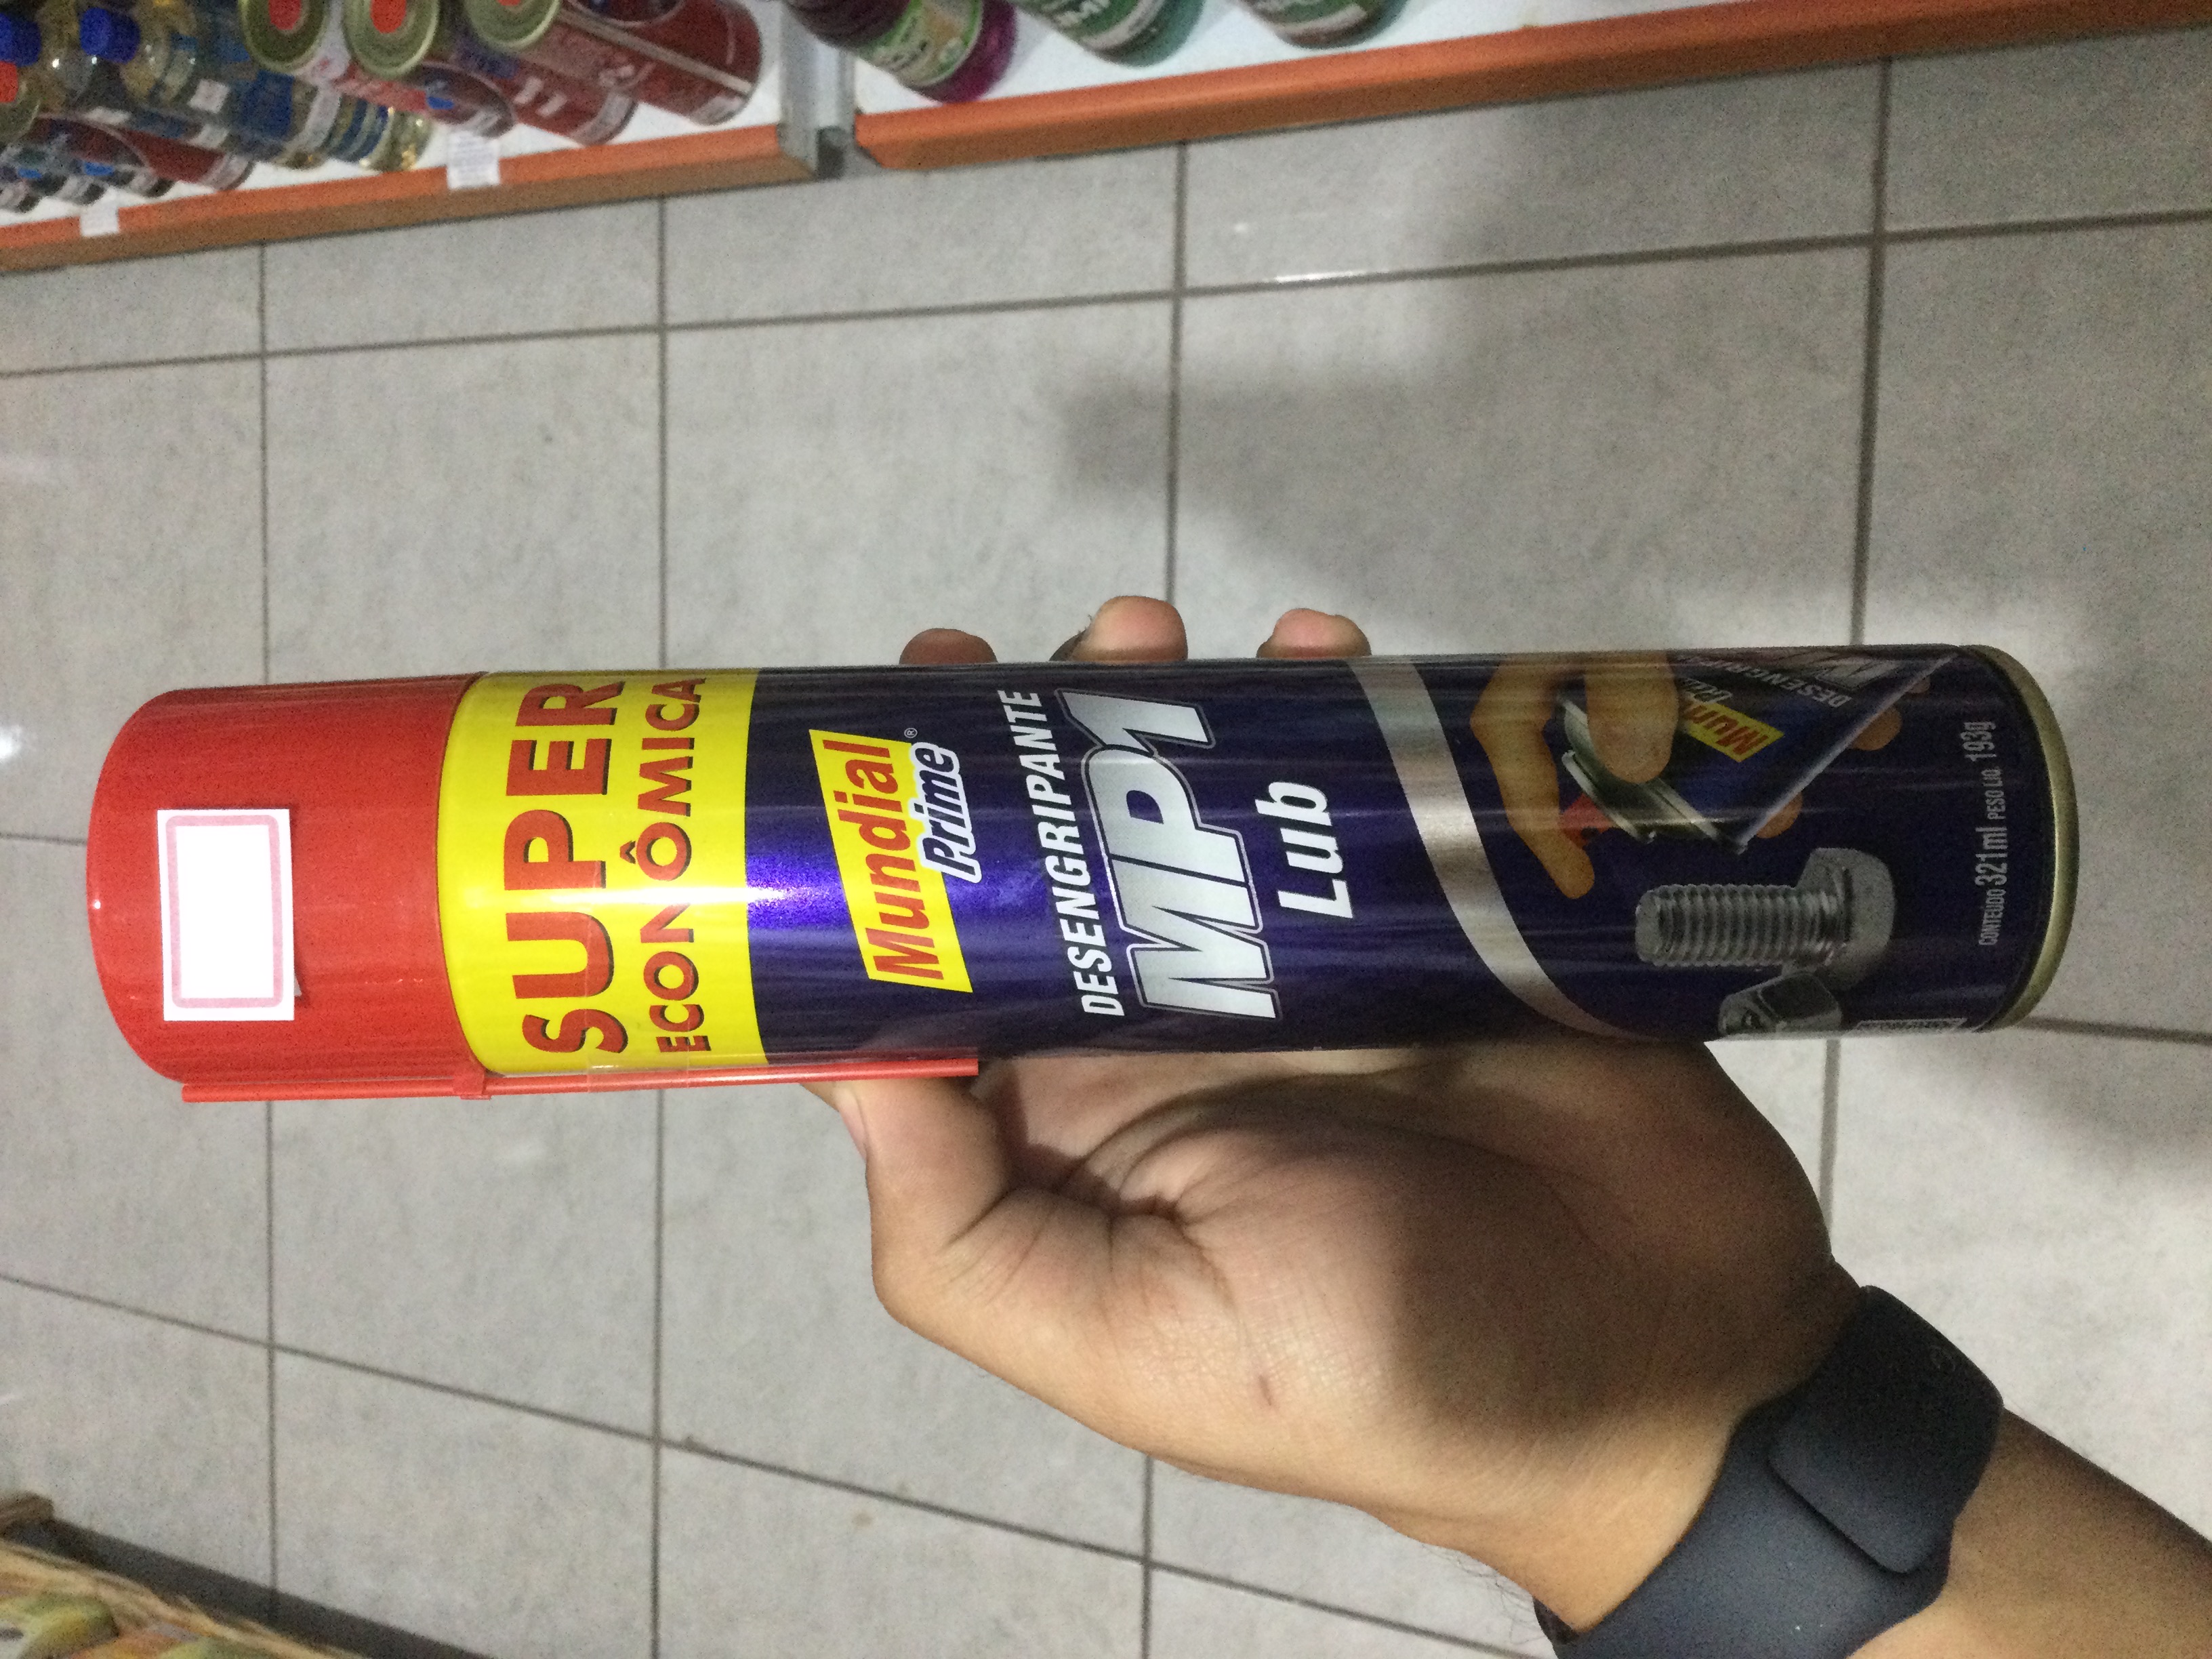 SUPER
ECONÔMICA
Mundial
Prime®
DESENGRIPANTE
MP1
Lub
CONTEÚDO 321ml PESO LÍQ. 193g